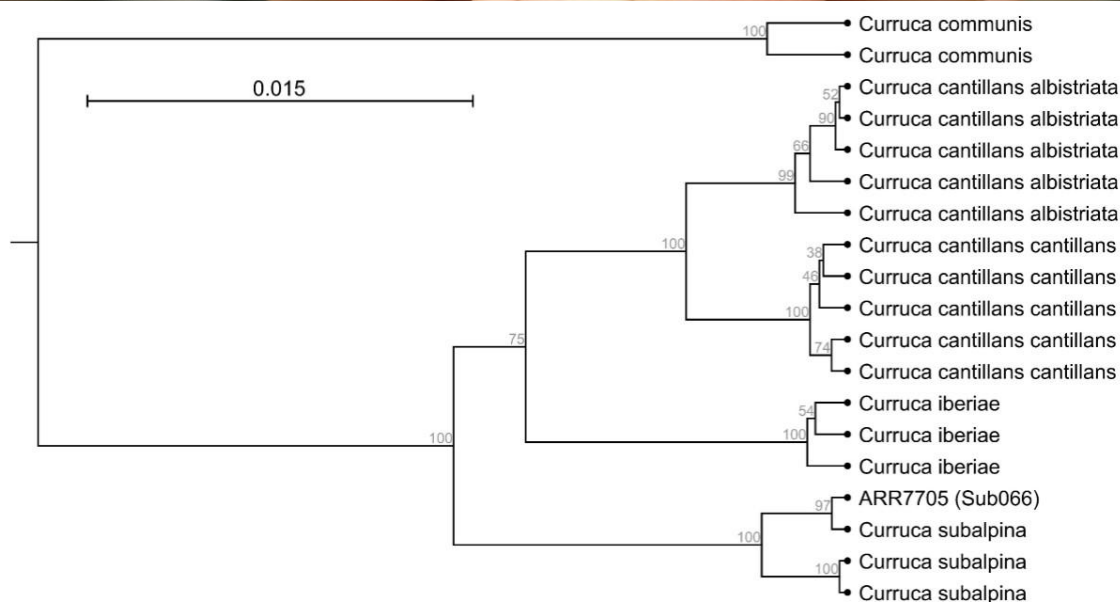 100
Curruca communis
Curruca communis
0.015
52
Curruca cantillans albistriata
90
Curruca cantillans albistriata
66
Curruca cantillans albistriata
99
Curruca cantillans albistriata
Curruca cantillans albistriata
100
38
Curruca cantillans cantillans
46
Curruca cantillans cantillans
100
Curruca cantillans cantillans
74
Curruca cantillans cantillans
Curruca cantillans cantillans
75
54
Curruca iberiae
100
Curruca iberiae
Curruca iberiae
100
97
ARR7705 (Sub066)
Curruca subalpina
100
100
Curruca subalpina
Curruca subalpina